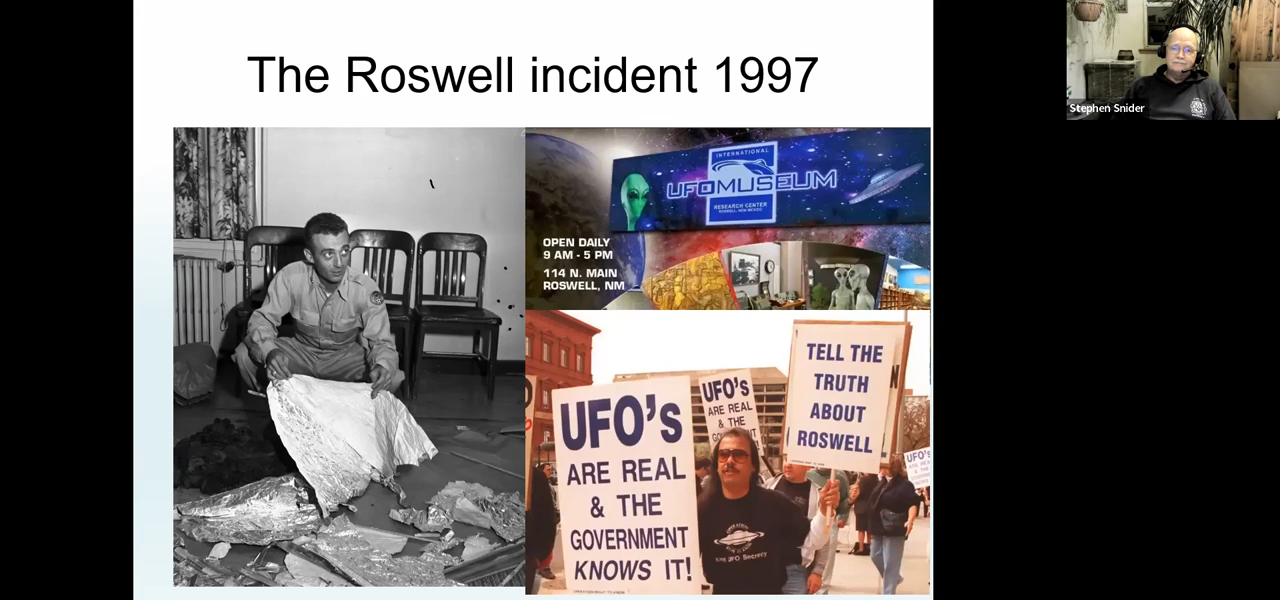 The Roswell incident 1997
INTERNATIONAL
UFOMUSEUM
RESEARCH CENTER
ROSWELL, NEW MEXICO
OPEN DAILY
9 AM - 5 PM
114 N. MAIN
ROSWELL, NM
UFO's
ARE REAL
& THE
GOVERNMENT
KNOWS IT!
UFO's
ARE REAL
& THE
TELL THE
TRUTH
ABOUT
ROSWELL
UFO's
Stephen Snider